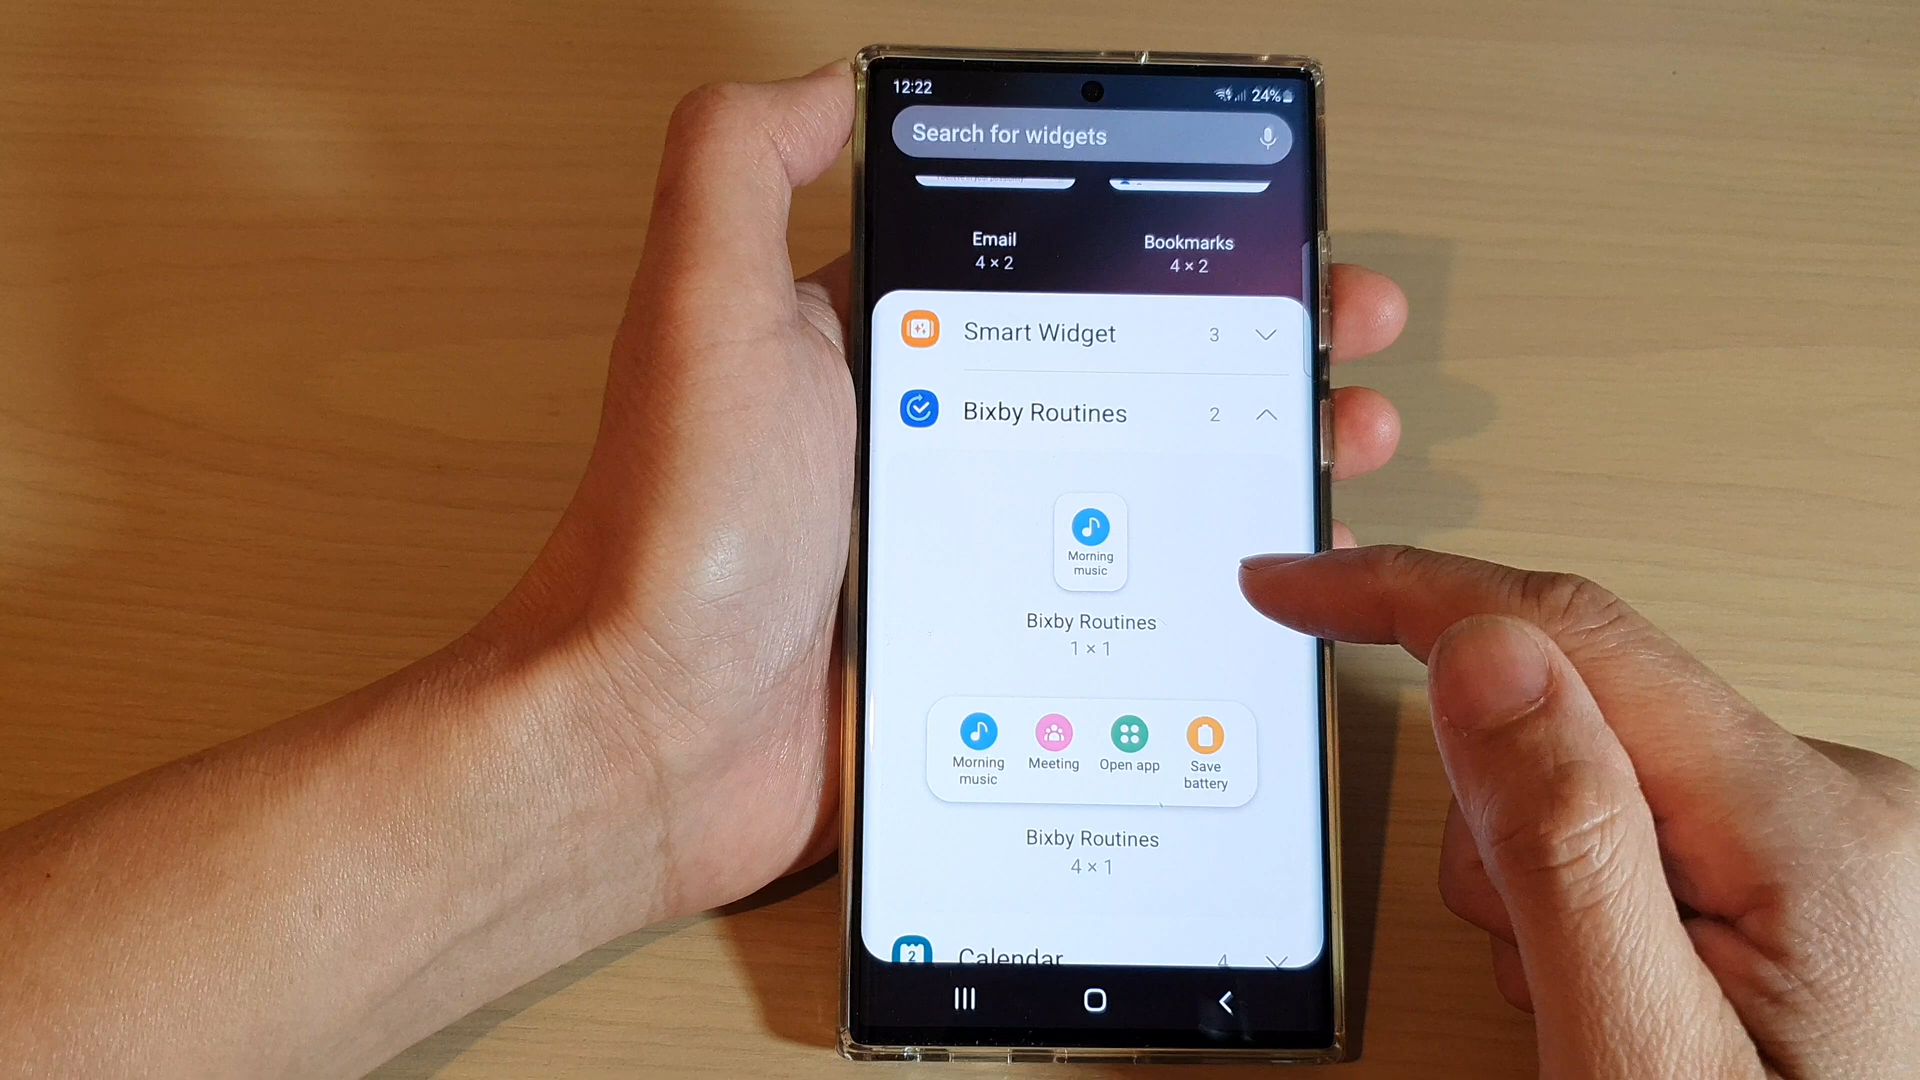 12:22
24%
Search for widgets
Email
4 × 2
Bookmarks
4 × 2
Smart Widget 3
Bixby Routines 2
Morning
music
Bixby Routines
1 × 1
Morning
music
Meeting
Open app
Save
battery
Bixby Routines
4 × 1
2
Calendar 4